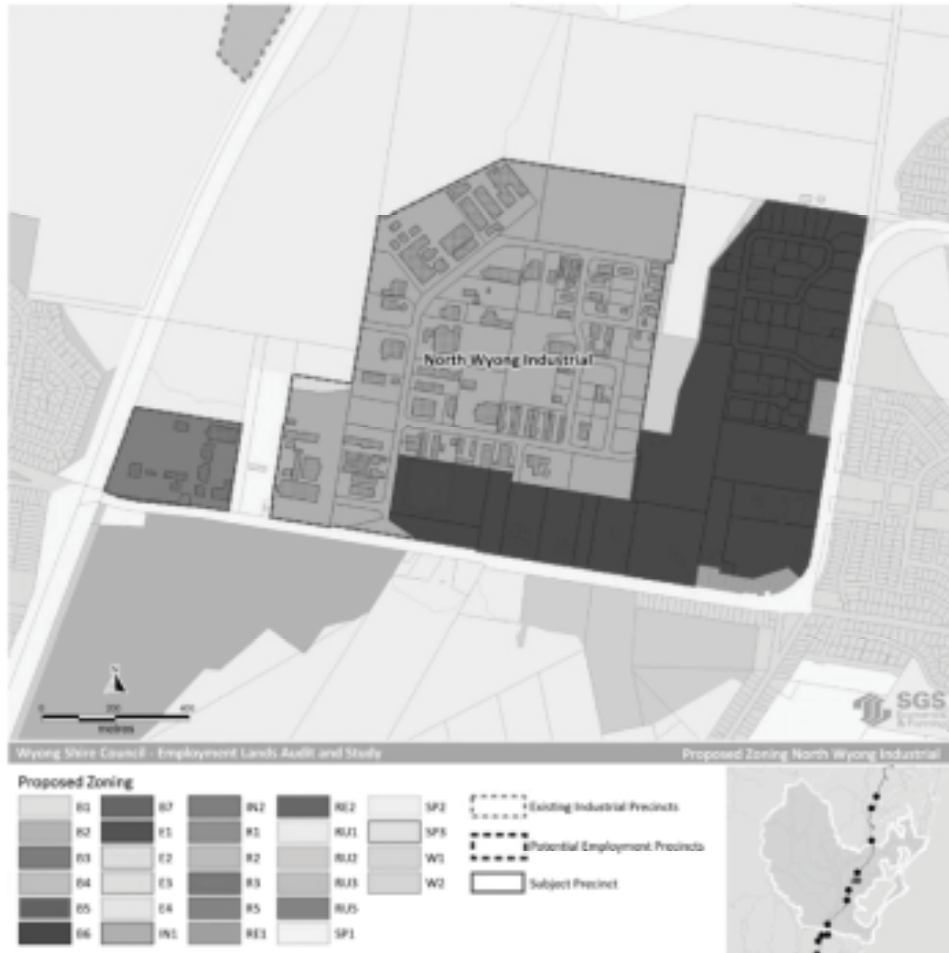 North Wyong Industrial
N
0 200 400
metres
SGS
Economics
& Planning
Wyong Shire Council - Employment Lands Audit and Study
Proposed Zoning North Wyong Industrial
Proposed Zoning
B1
B2
B3
B4
B5
B6
B7
E1
E2
E3
E4
IN1
IN2
R1
R2
R3
R5
RE1
RE2
RU1
RU2
RU3
RU5
SP1
SP2
SP3
W1
W2
Existing Industrial Precincts
Potential Employment Precincts
Subject Precinct